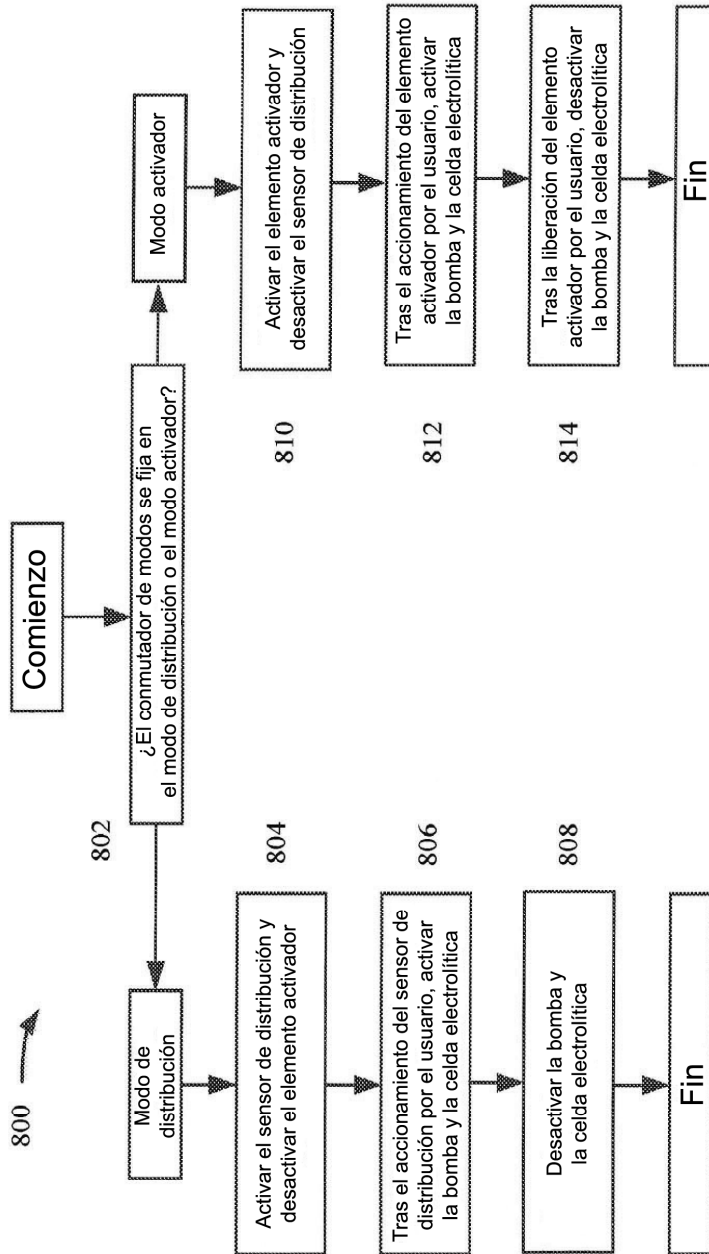 800
Comienzo
802
¿El conmutador de modos se fija en
el modo de distribución o el modo activador?
Modo de
distribución
Modo activador
804
Activar el sensor de distribución y
desactivar el elemento activador
810
Activar el elemento activador y
desactivar el sensor de distribución
806
Tras el accionamiento del sensor de
distribución por el usuario, activar
la bomba y la celda electrolítica
812
Tras el accionamiento del elemento
activador por el usuario, activar
la bomba y la celda electrolítica
808
Desactivar la bomba y
la celda electrolítica
814
Tras la liberación del elemento
activador por el usuario, desactivar
la bomba y la celda electrolítica
Fin
Fin